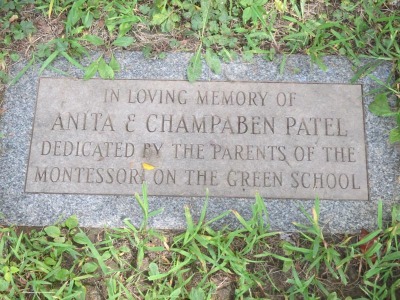 IN LOVING MEMORY OF
ANITA & CHAMPABEN PATEL
DEDICATED BY THE PARENTS OF THE
MONTESSORI ON THE GREEN SCHOOL